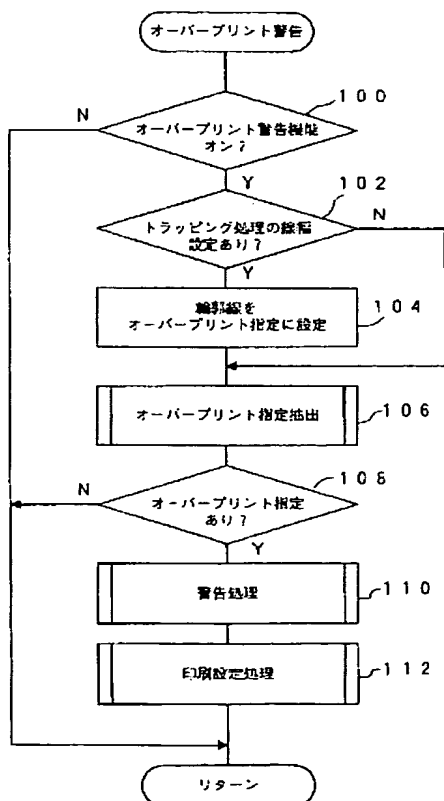 オーバープリント警告
100
N
オーバープリント警告機能
オン?
Y
102
トラッピング処理の線幅
設定あり?
N
Y
輪郭線を
オーバープリント指定に設定
104
オーバープリント指定抽出
106
108
N
オーバープリント指定
あり?
Y
警告処理
110
印刷設定処理
112
リターン